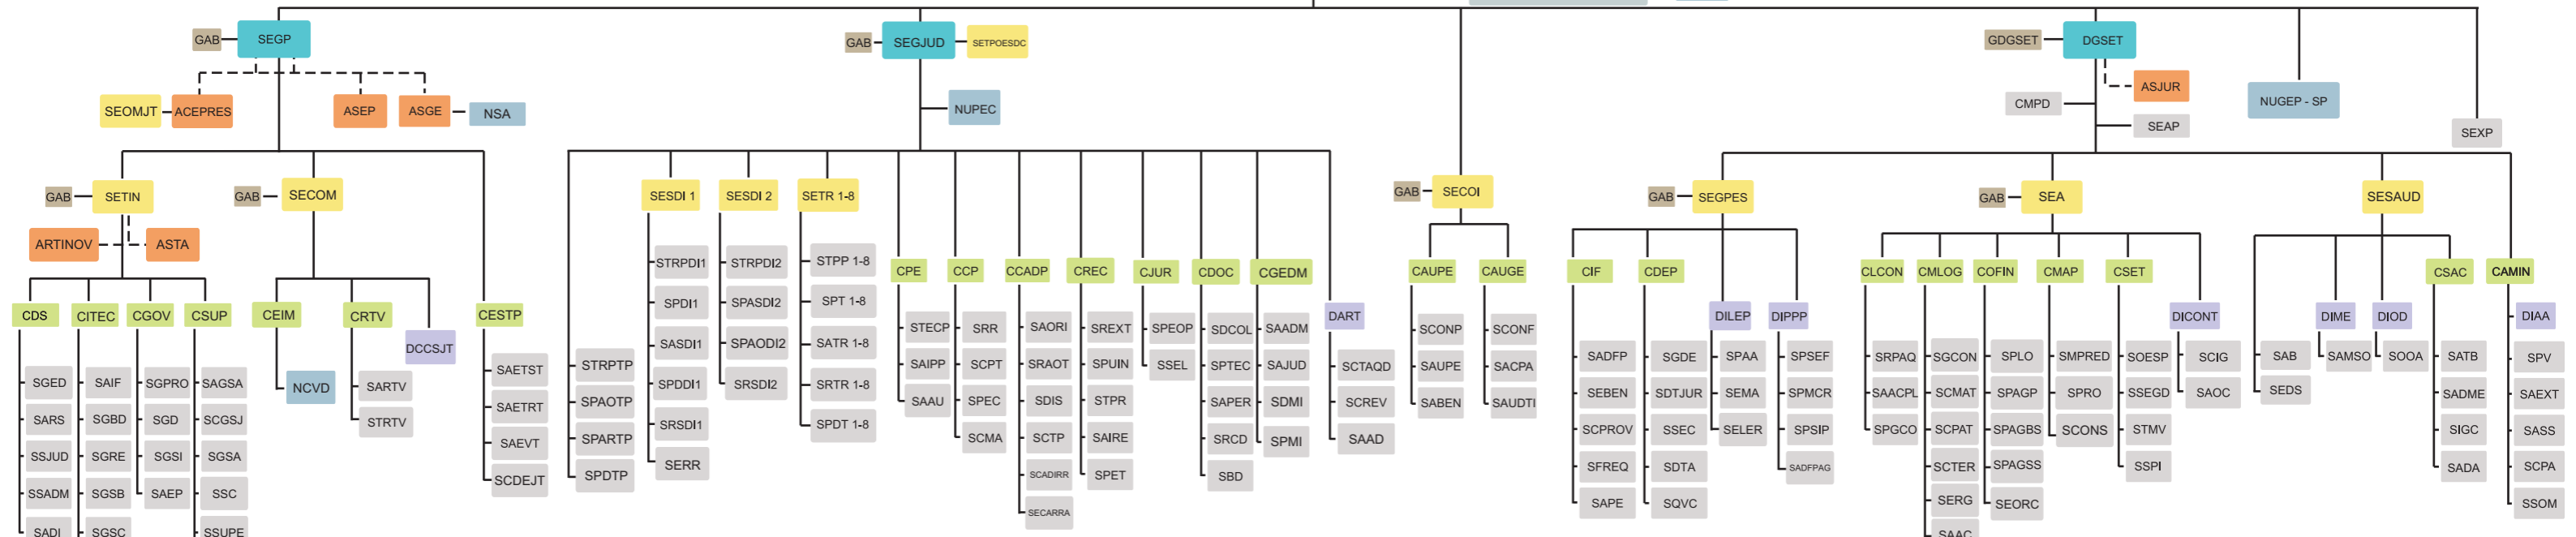 GAB
SEGP
SEOMJT
ACEPRES
ASEP
ASGE
NSA
GAB
SETIN
ARTINOV
ASTA
CDS
SGED
SARS
SSJUD
SSADM
SADI
CITEC
SAIF
SGBD
SGRE
SGSB
SGSC
CGOV
SGPRO
SGD
SGSI
SAEP
CSUP
SAGSA
SCGSJ
SGSA
SSC
SSUPE
GAB
SECOM
CEIM
NCVD
CRTV
SARTV
STRTV
DCCSJT
CESTP
SAETST
SAETRT
SAEVT
SCDEJT
GAB
SEGJUD
SETPOESDC
NUPEC
STRPTP
SPAOTP
SPARTP
SPDTP
SESDI 1
STRPDI1
SPDI1
SASDI1
SPDDI1
SRSDI1
SERR
SESDI 2
STRPDI2
SPASDI2
SPAODI2
SRSDI2
SETR 1-8
STPP 1-8
SPT 1-8
SATR 1-8
SRTR 1-8
SPDT 1-8
CPE
STECP
SAIPP
SAAU
CCP
SRR
SCPT
SPEC
SCMA
CCADP
SAORI
SRAOT
SDIS
SCTP
SCADIRR
SECARRA
CREC
SREXT
SPUIN
STPR
SAIRE
SPET
CJUR
SPEOP
SSEL
CDOC
SDCOL
SPTEC
SAPER
SRCD
SBD
CGEDM
SAADM
SAJUD
SDMI
SPMI
DART
SCTAQD
SCREV
SAAD
GAB
SECOI
CAUPE
SCONP
SAUPE
SABEN
CAUGE
SCONF
SACPA
SAUDTI
GDGSET
DGSET
ASJUR
CMPD
SEAP
NUGEP - SP
SEXP
GAB
SEGPES
CIF
SADFP
SEBEN
SCPROV
SFREQ
SAPE
CDEP
SGDE
SDTJUR
SSEC
SDTA
SQVC
DILEP
SPAA
SEMA
SELER
DIPPP
SPSEF
SPMCR
SPSIP
SADFPAG
GAB
SEA
CLCON
SRPAQ
SAACPL
SPGCO
CMLOG
SGCON
SCMAT
SCPAT
SCTER
SERG
SAAC
COFIN
SPLO
SPAGP
SPAGBS
SPAGSS
SEORC
CMAP
SMPRED
SPRO
SCONS
CSET
SOESP
SSEGD
STMV
SSPI
DICONT
SCIG
SAOC
SESAUD
SAB
SEDS
DIME
SAMSO
DIOD
SOOA
CSAC
SATB
SADME
SIGC
SADA
CAMIN
DIAA
SPV
SAEXT
SASS
SCPA
SSOM